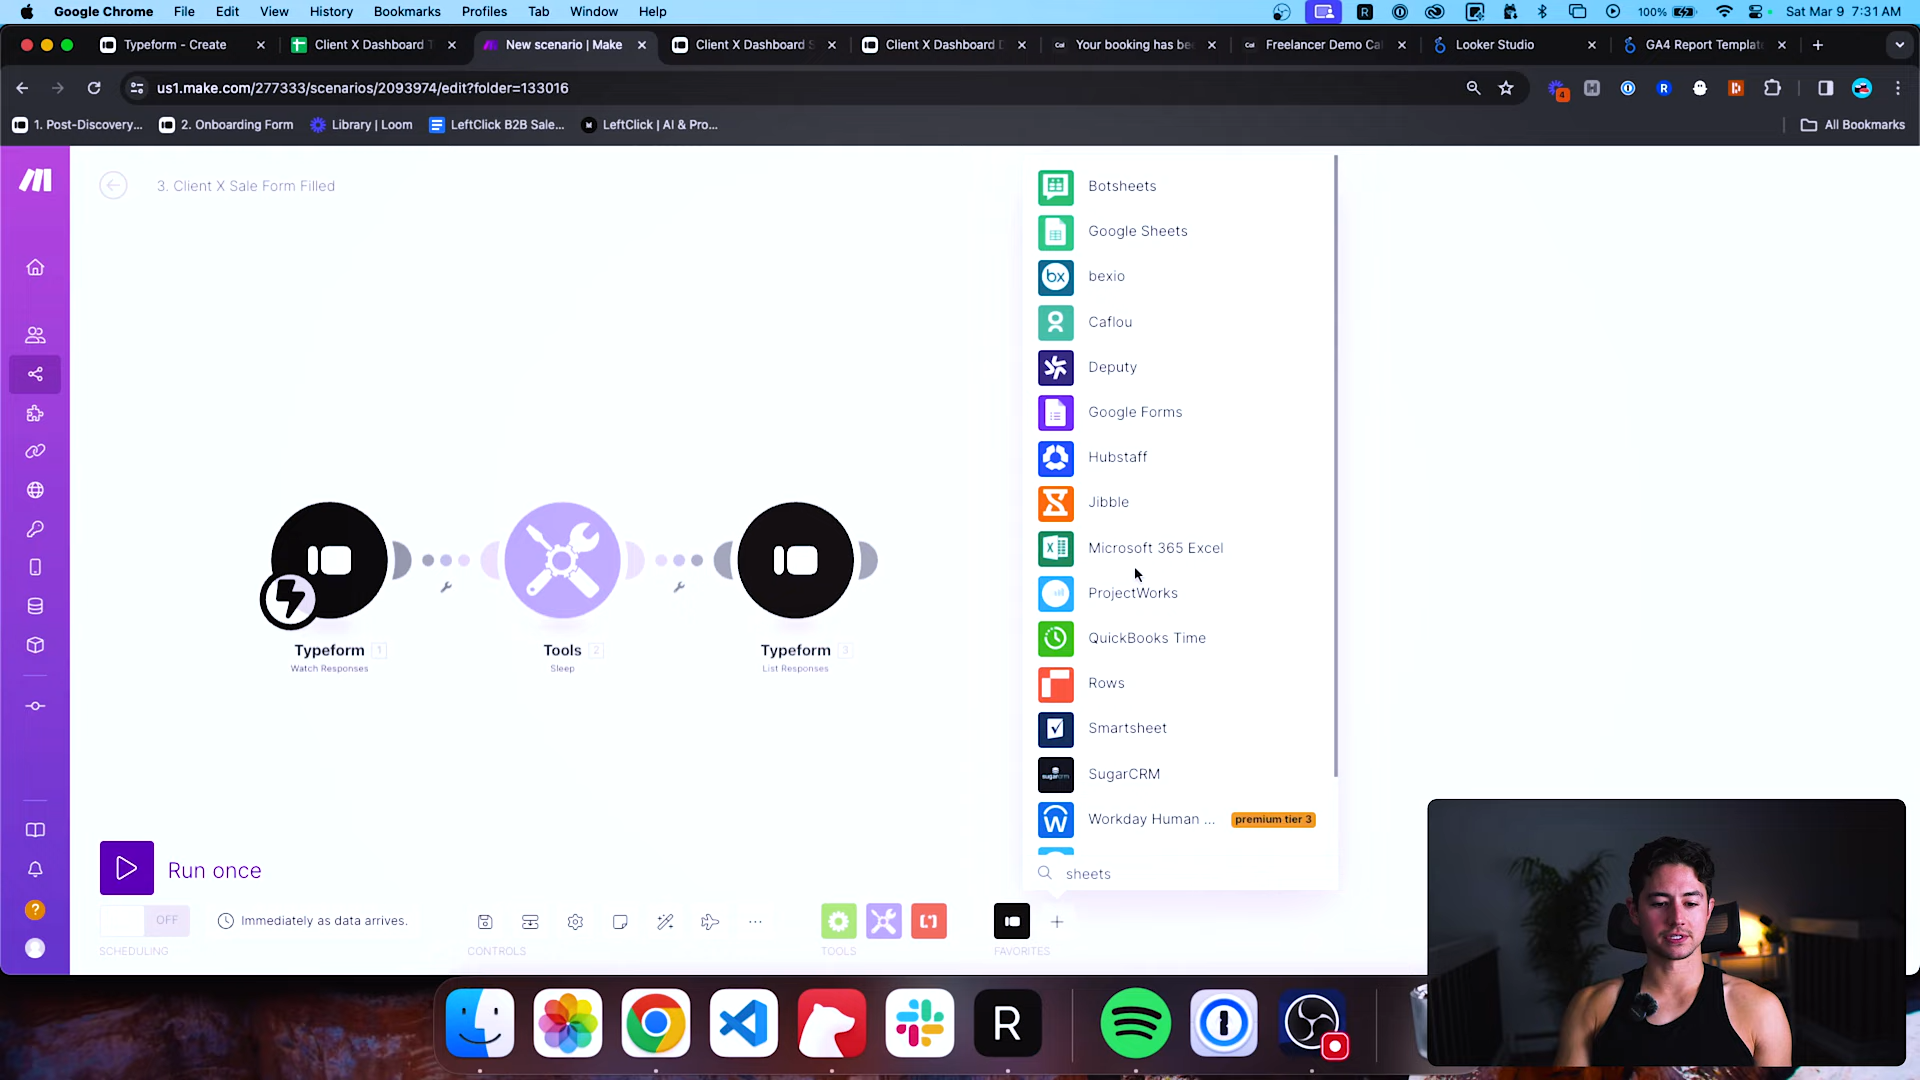 Google Chrome File Edit View History Bookmarks Profiles Tab Window Help
100% Sat Mar 9 7:31 AM
Typeform - Create
Client X Dashboard T
New scenario | Make
Client X Dashboard S
Client X Dashboard D
Your booking has be
Freelancer Demo Cal
Looker Studio
GA4 Report Templat
us1.make.com/277333/scenarios/2093974/edit?folder=133016
1. Post-Discovery...
2. Onboarding Form
Library | Loom
LeftClick B2B Sale...
LeftClick | AI & Pro...
All Bookmarks
3. Client X Sale Form Filled
Botsheets
Google Sheets
bx
bexio
Caflou
Deputy
Google Forms
Hubstaff
Jibble
Microsoft 365 Excel
ProjectWorks
QuickBooks Time
Rows
Smartsheet
SugarCRM
Workday Human ...
premium tier 3
sheets
Typeform 1
Watch Responses
Tools 2
Sleep
Typeform 3
List Responses
Run once
OFF
Immediately as data arrives.
SCHEDULING
CONTROLS
TOOLS
FAVORITES